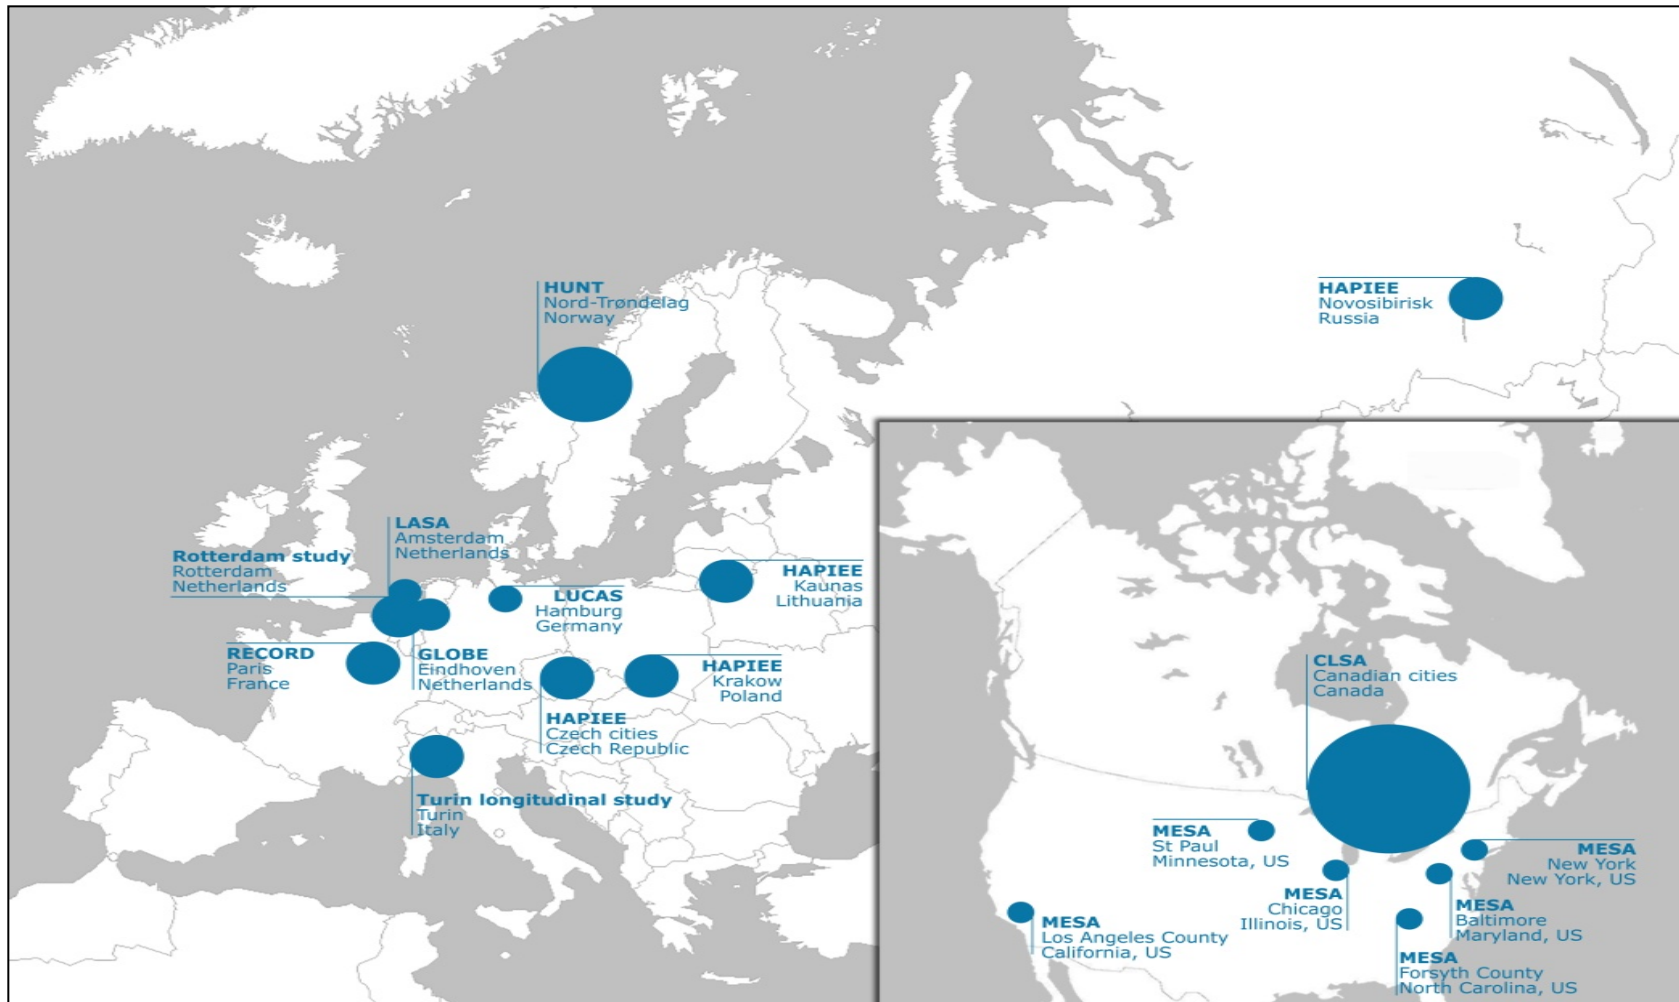 HUNT
Nord-Trøndelag
Norway
HAPIEE
Novosibirisk
Russia
LASA
Amsterdam
Netherlands
Rotterdam study
Rotterdam
Netherlands
LUCAS
Hamburg
Germany
HAPIEE
Kaunas
Lithuania
RECORD
Paris
France
GLOBE
Eindhoven
Netherlands
HAPIEE
Krakow
Poland
HAPIEE
Czech cities
Czech Republic
Turin longitudinal study
Turin
Italy
CLSA
Canadian cities
Canada
MESA
St Paul
Minnesota, US
MESA
New York
New York, US
MESA
Chicago
Illinois, US
MESA
Baltimore
Maryland, US
MESA
Los Angeles County
California, US
MESA
Forsyth County
North Carolina, US